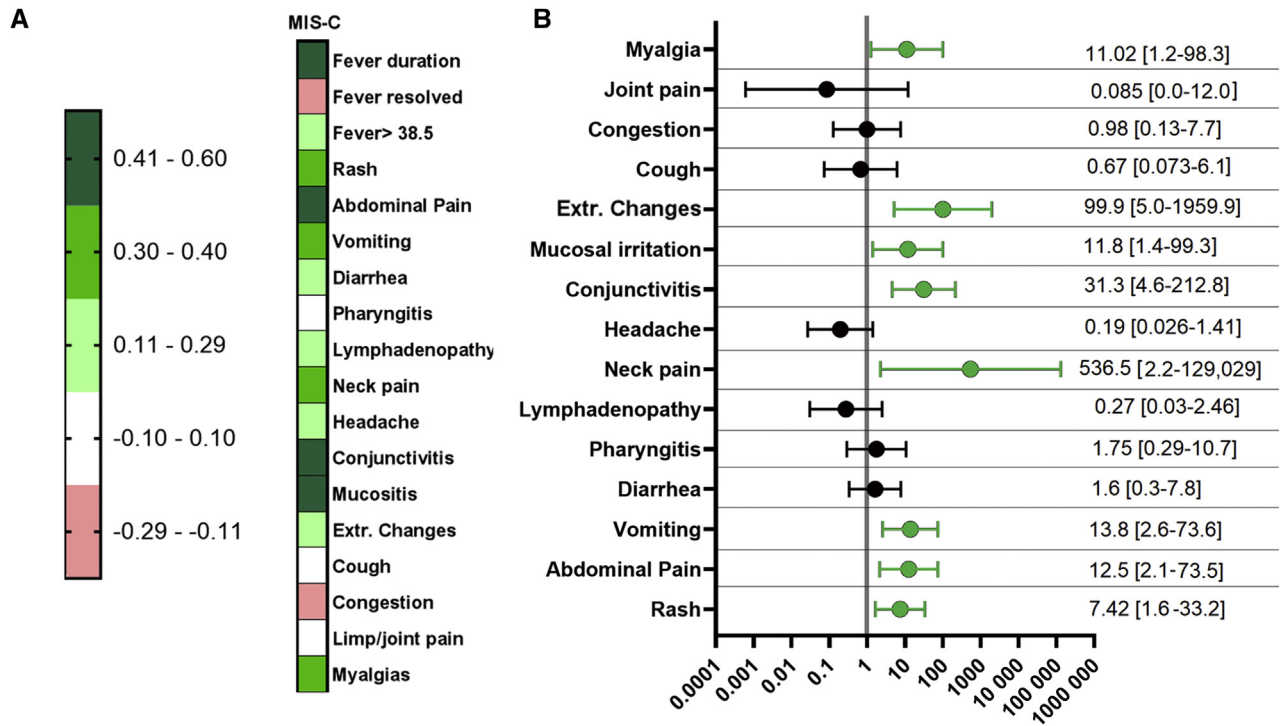 A
0.41 - 0.60
0.30 - 0.40
0.11 - 0.29
-0.10 - 0.10
-0.29 - -0.11
MIS-C
Fever duration
Fever resolved
Fever> 38.5
Rash
Abdominal Pain
Vomiting
Diarrhea
Pharyngitis
Lymphadenopathy
Neck pain
Headache
Conjunctivitis
Mucositis
Extr. Changes
Cough
Congestion
Limp/joint pain
Myalgias
B
Myalgia 11.02 [1.2-98.3]
Joint pain 0.085 [0.0-12.0]
Congestion 0.98 [0.13-7.7]
Cough 0.67 [0.073-6.1]
Extr. Changes 99.9 [5.0-1959.9]
Mucosal irritation 11.8 [1.4-99.3]
Conjunctivitis 31.3 [4.6-212.8]
Headache 0.19 [0.026-1.41]
Neck pain 536.5 [2.2-129,029]
Lymphadenopathy 0.27 [0.03-2.46]
Pharyngitis 1.75 [0.29-10.7]
Diarrhea 1.6 [0.3-7.8]
Vomiting 13.8 [2.6-73.6]
Abdominal Pain 12.5 [2.1-73.5]
Rash 7.42 [1.6-33.2]
0.0001 0.001 0.01 0.1 1 10 100 1000 10 000 100 000 1000 000